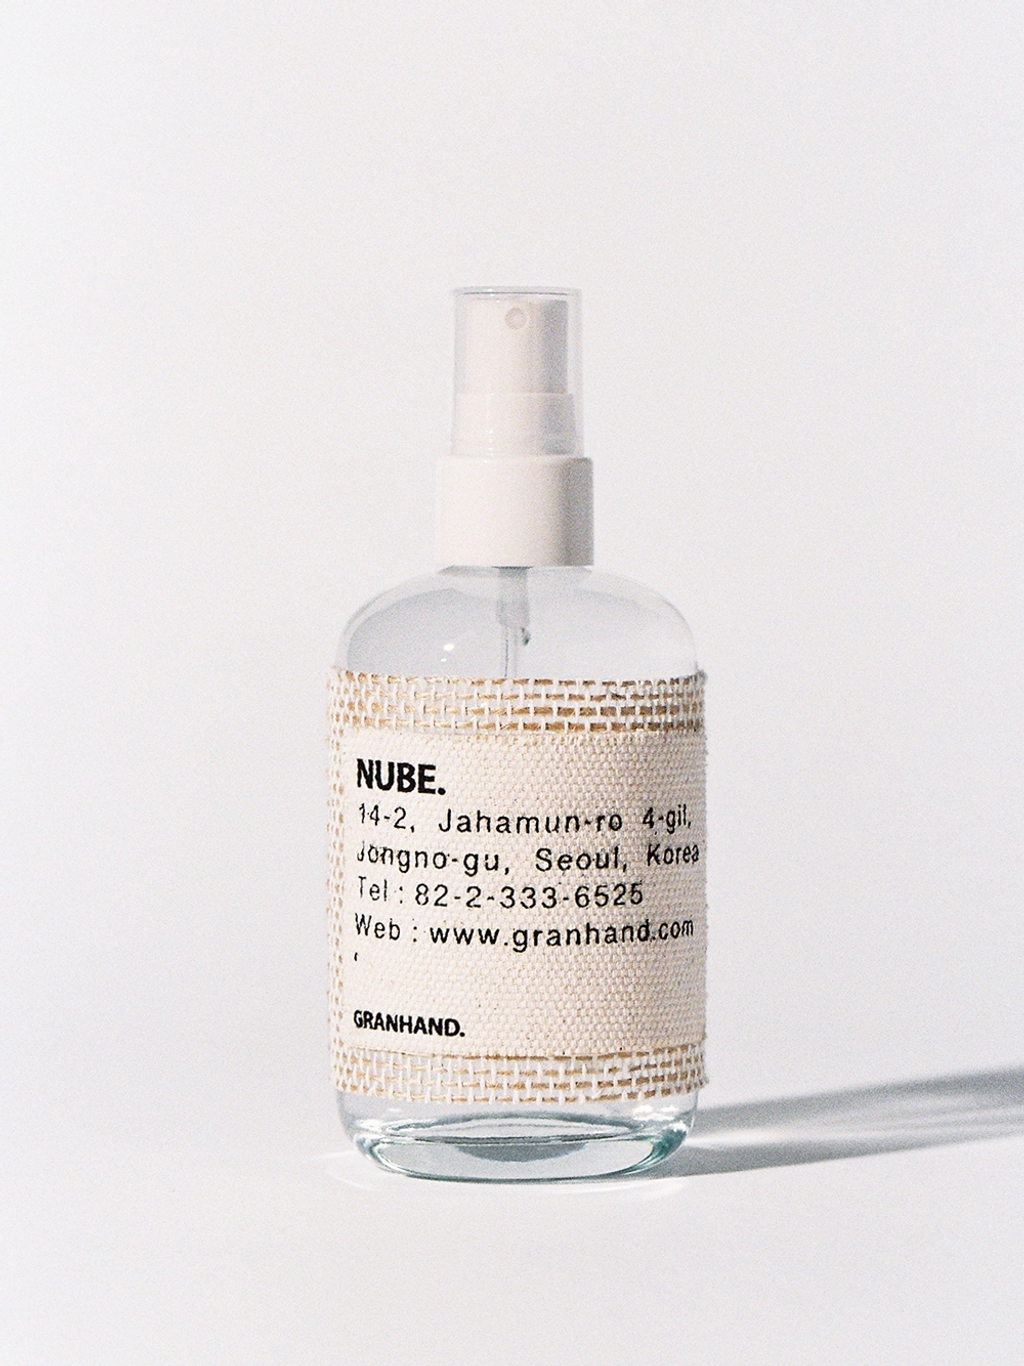 NUBE.
14-2, Jahamun-ro 4-gil,
Jongno-gu, Seoul, Korea
Tel : 82-2-333-6525
Web : www.granhand.com
GRANHAND.